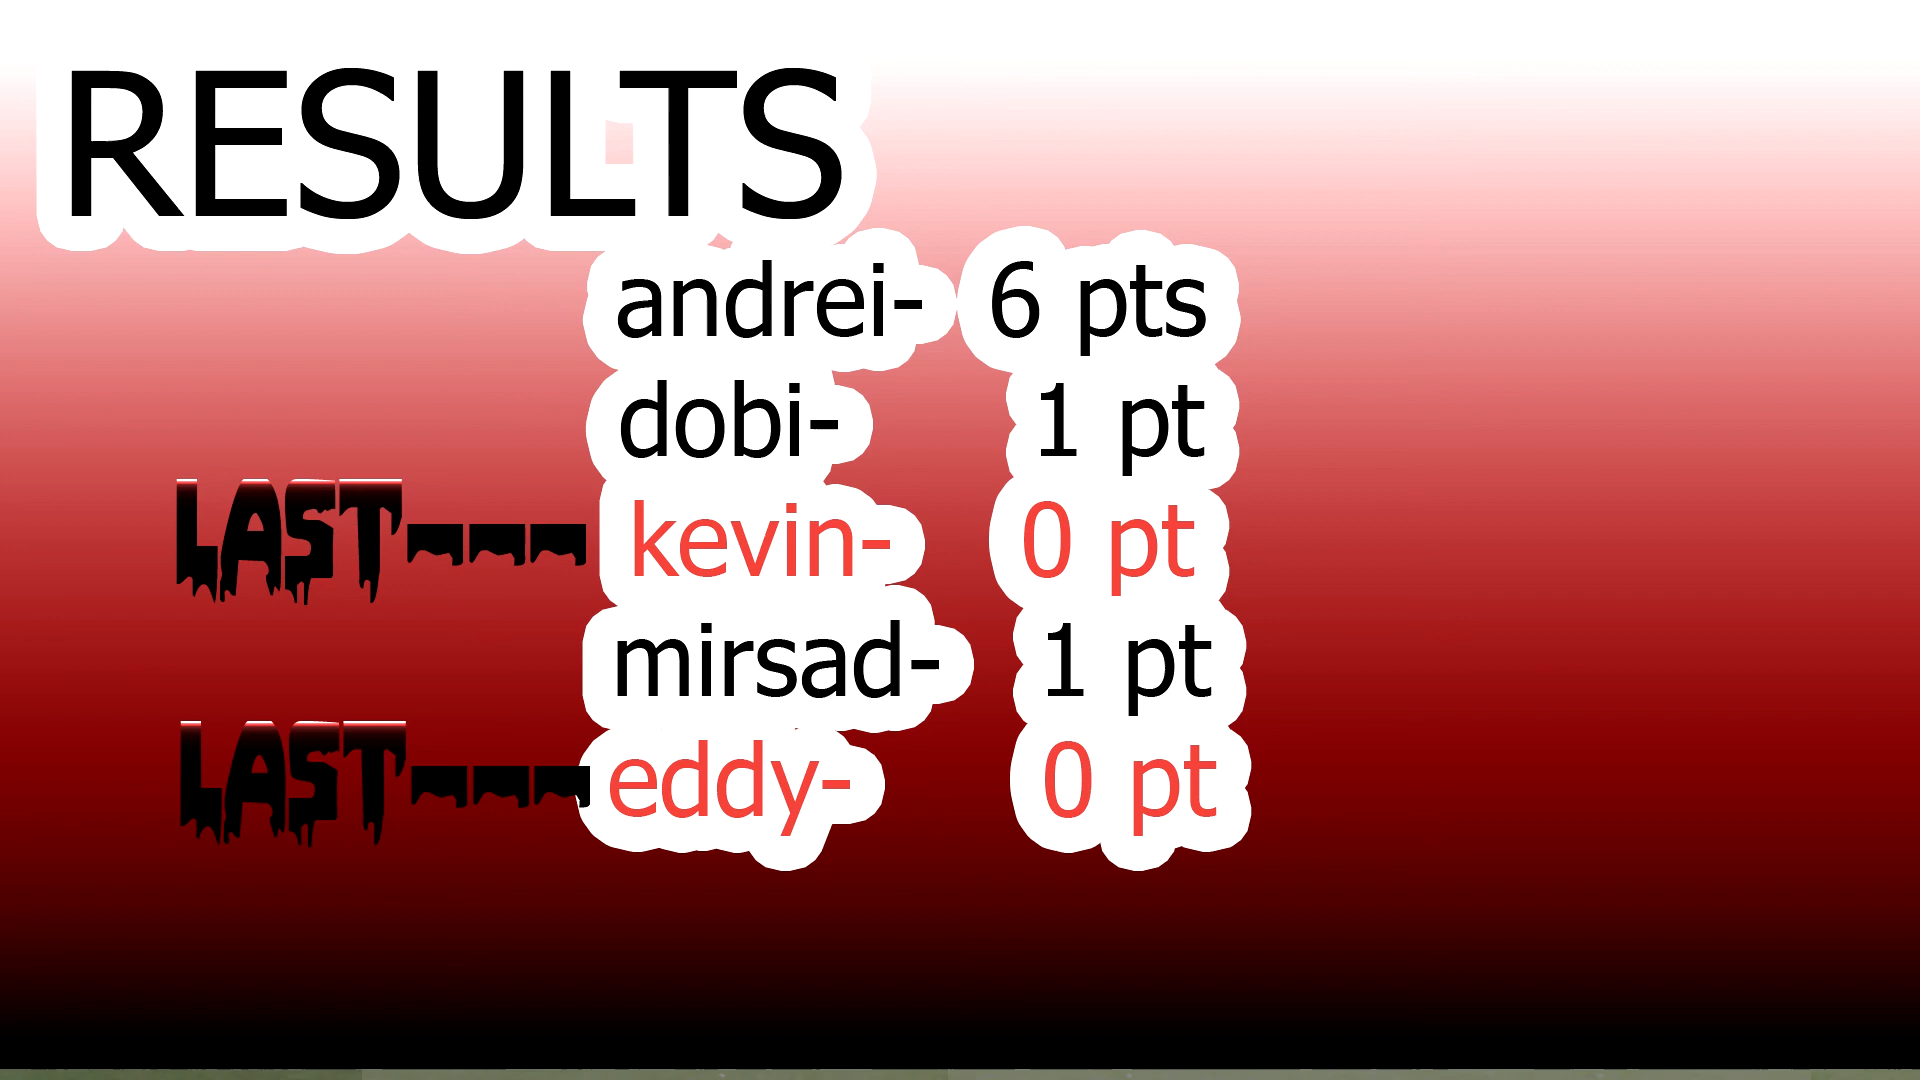 RESULTS
andrei- 6 pts
dobi- 1 pt
LAST--- kevin- 0 pt
mirsad- 1 pt
LAST--- eddy- 0 pt